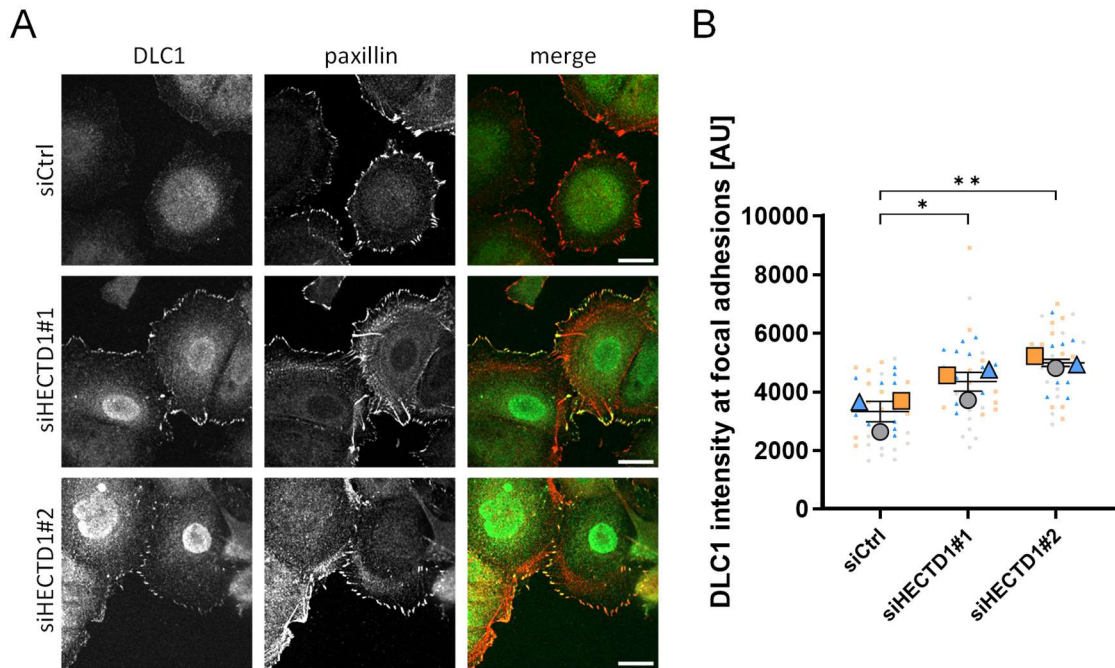 A
DLC1
paxillin
merge
siCtrl
siHECTD1#1
siHECTD1#2
B
DLC1 intensity at focal adhesions [AU]
**
*
10000
8000
6000
4000
2000
0
siCtrl
siHECTD1#1
siHECTD1#2